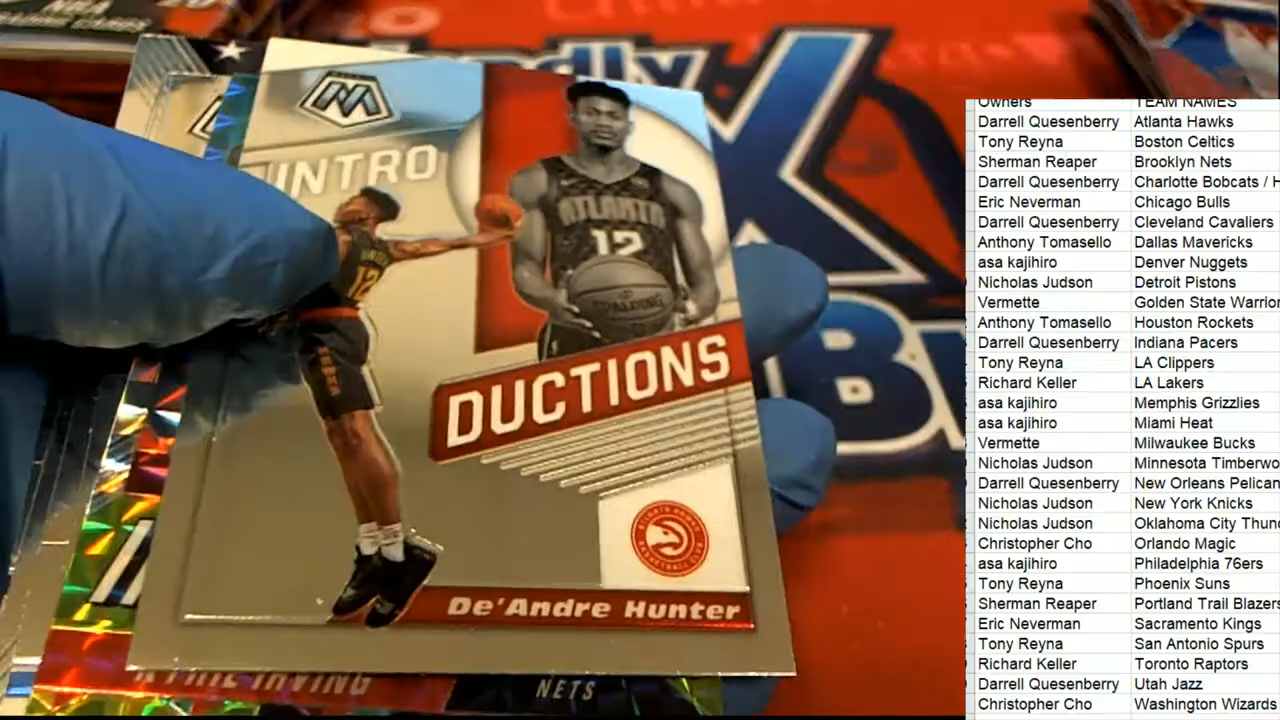 INTRO
ATLANTA
12
SPALDING
12
DUCTIONS
De'Andre Hunter
NETS
Owners TEAM NAMES
Darrell Quesenberry Atlanta Hawks
Tony Reyna Boston Celtics
Sherman Reaper Brooklyn Nets
Darrell Quesenberry Charlotte Bobcats / H
Eric Neverman Chicago Bulls
Darrell Quesenberry Cleveland Cavaliers
Anthony Tomasello Dallas Mavericks
asa kajihiro Denver Nuggets
Nicholas Judson Detroit Pistons
Vermette Golden State Warrior
Anthony Tomasello Houston Rockets
Darrell Quesenberry Indiana Pacers
Tony Reyna LA Clippers
Richard Keller LA Lakers
asa kajihiro Memphis Grizzlies
asa kajihiro Miami Heat
Vermette Milwaukee Bucks
Nicholas Judson Minnesota Timberwo
Darrell Quesenberry New Orleans Pelican
Nicholas Judson New York Knicks
Nicholas Judson Oklahoma City Thun
Christopher Cho Orlando Magic
asa kajihiro Philadelphia 76ers
Tony Reyna Phoenix Suns
Sherman Reaper Portland Trail Blazers
Eric Neverman Sacramento Kings
Tony Reyna San Antonio Spurs
Richard Keller Toronto Raptors
Darrell Quesenberry Utah Jazz
Christopher Cho Washington Wizards